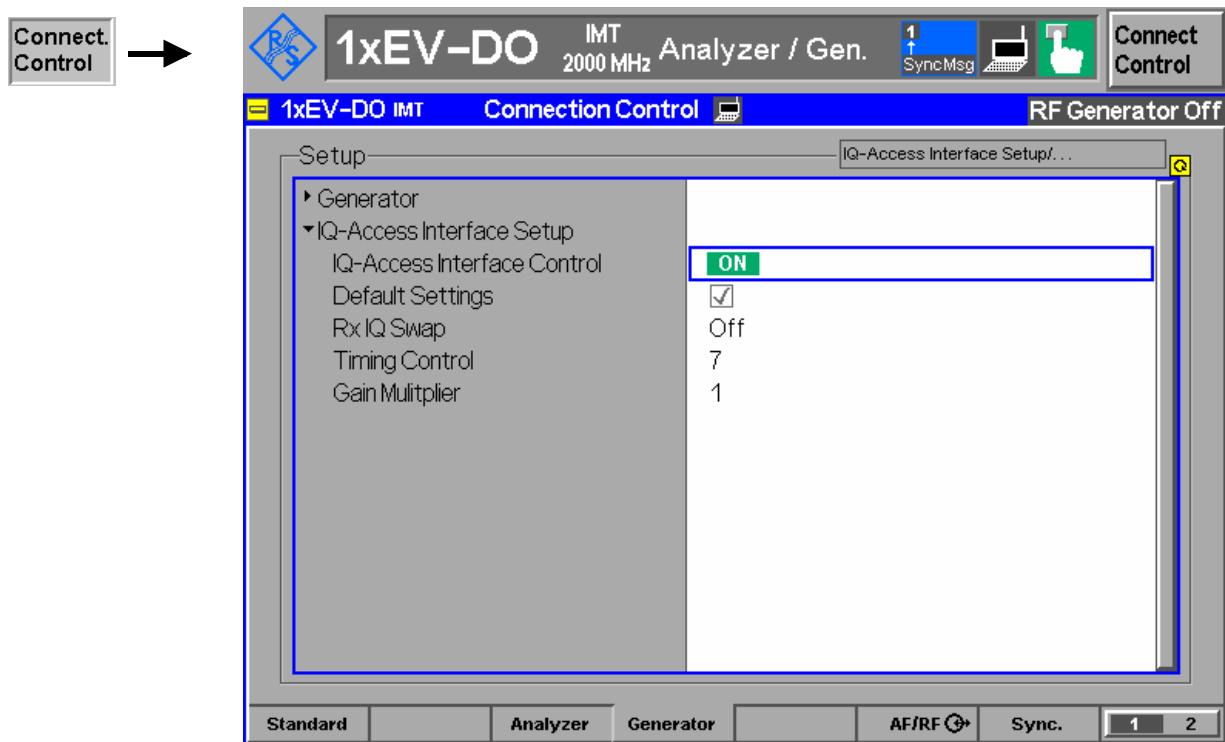 Connect.
Control
R S
1xEV-DO
IMT
2000 MHz
Analyzer / Gen.
1
SyncMsg
Connect
Control
1xEV-DO IMT
Connection Control
RF Generator Off
Setup
IQ-Access Interface Setup/...
Generator
IQ-Access Interface Setup
IQ-Access Interface Control ON
Default Settings
Rx IQ Swap Off
Timing Control 7
Gain Mulitplier 1
Standard
Analyzer
Generator
AF/RF
Sync.
1 2